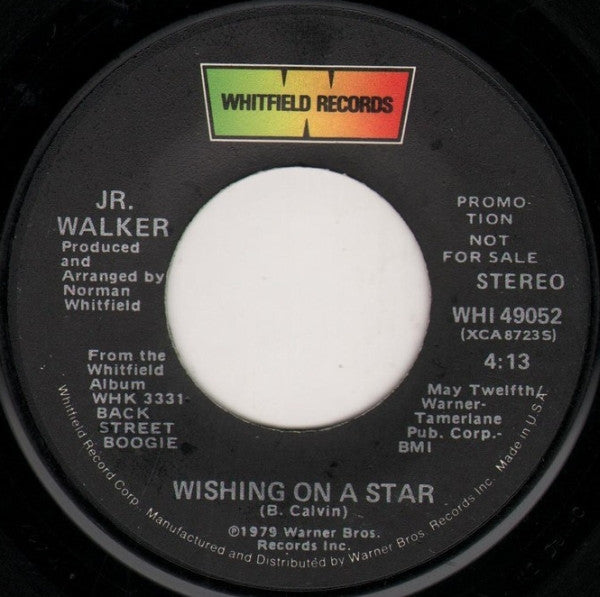 WHITFIELD RECORDS
JR.
WALKER
Produced
and
Arranged by
Norman
Whitfield
From the
Whitfield
Album
WHK 3331
BACK
STREET
BOOGIE
PROMO-
TION
NOT
FOR SALE
STEREO
WHI 49052
(XCA8723S)
4:13
May Twelfth/
Warner-
Tamerlane
Pub. Corp.-
BMI
WISHING ON A STAR
(B. Calvin)
℗1979 Warner Bros.
Records Inc.
Whitfield Record Corp. Manufactured and Distributed by Warner Bros. Records Inc. Made in U.S.A.